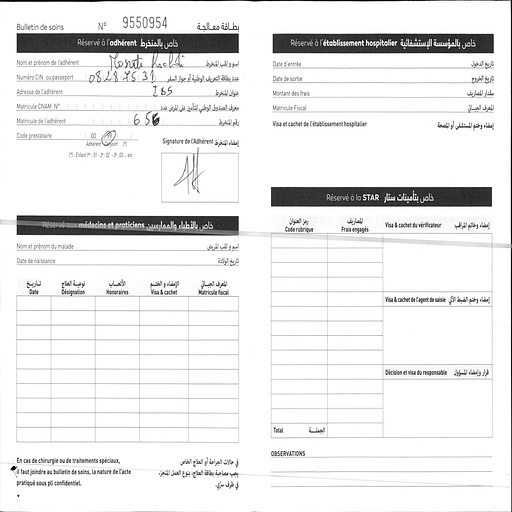 Bulletin de soins N° 9550954 بطاقة معالجة
Réservé à l'adhérent خاص بالمنخرط
Nom et prénom de l'adhérent إسم و لقب المنخرط
Numéro CIN ou passeport 08287531 عدد بطاقة التعريف الوطنية أو جواز السفر
Adresse de l'adhérent IBS عنوان المنخرط
Matricule CNAM N° معرف الصندوق الوطني للتأمين على المرض عدد
Matricule de l'adhérent 656 رقم المنخرط
Code prestataire 00 Signature de l'Adhérent إمضاء المنخرط
Adhérent Conjoint (*)
(*) : Enfant 1er : 01 - 2 : 02 - 3 : 03 ... etc
Réservé aux médecins et praticiens خاص بالأطباء والممارسين
Nom et prénom du malade إسم و لقب المريض
Date de naissance تاريخ الولادة
تاريخ نوعية العلاج الأتعاب الإمضاء و الختم المعرف الجبائي
Date Désignation Honoraires Visa & cachet Matricule fiscal
En cas de chirurgie ou de traitements spéciaux, في حالات الجراحة أو العلاج الخاص
il faut joindre au bulletin de soins, la nature de l'acte يجب مصاحبة بطاقة العلاج، بنوع العمل المنجز،
pratiqué sous pli confidentiel. في ظرف سري.
Réservé à l'établissement hospitalier خاص بالمؤسسة الإستشفائية
Date d'entrée تاريخ الدخول
Date de sortie تاريخ الخروج
Montant des frais مقدار المصاريف
Matricule Fiscal المعرف الجبائي
Visa et cachet de l'établissement hospitalier إمضاء وختم المستشفى أو المصحة
Réservé à la STAR خاص بتأمينات ستار
رمز العنوان المصاريف
Code rubrique Frais engagés Visa & cachet du vérificateur إمضاء وخاتم المراقب
Visa & cachet de l'agent de saisie إمضاء وختم الضبط الآلي
Décision et visa du responsable قرار وإمضاء المسؤول
Total الجملة
OBSERVATIONS